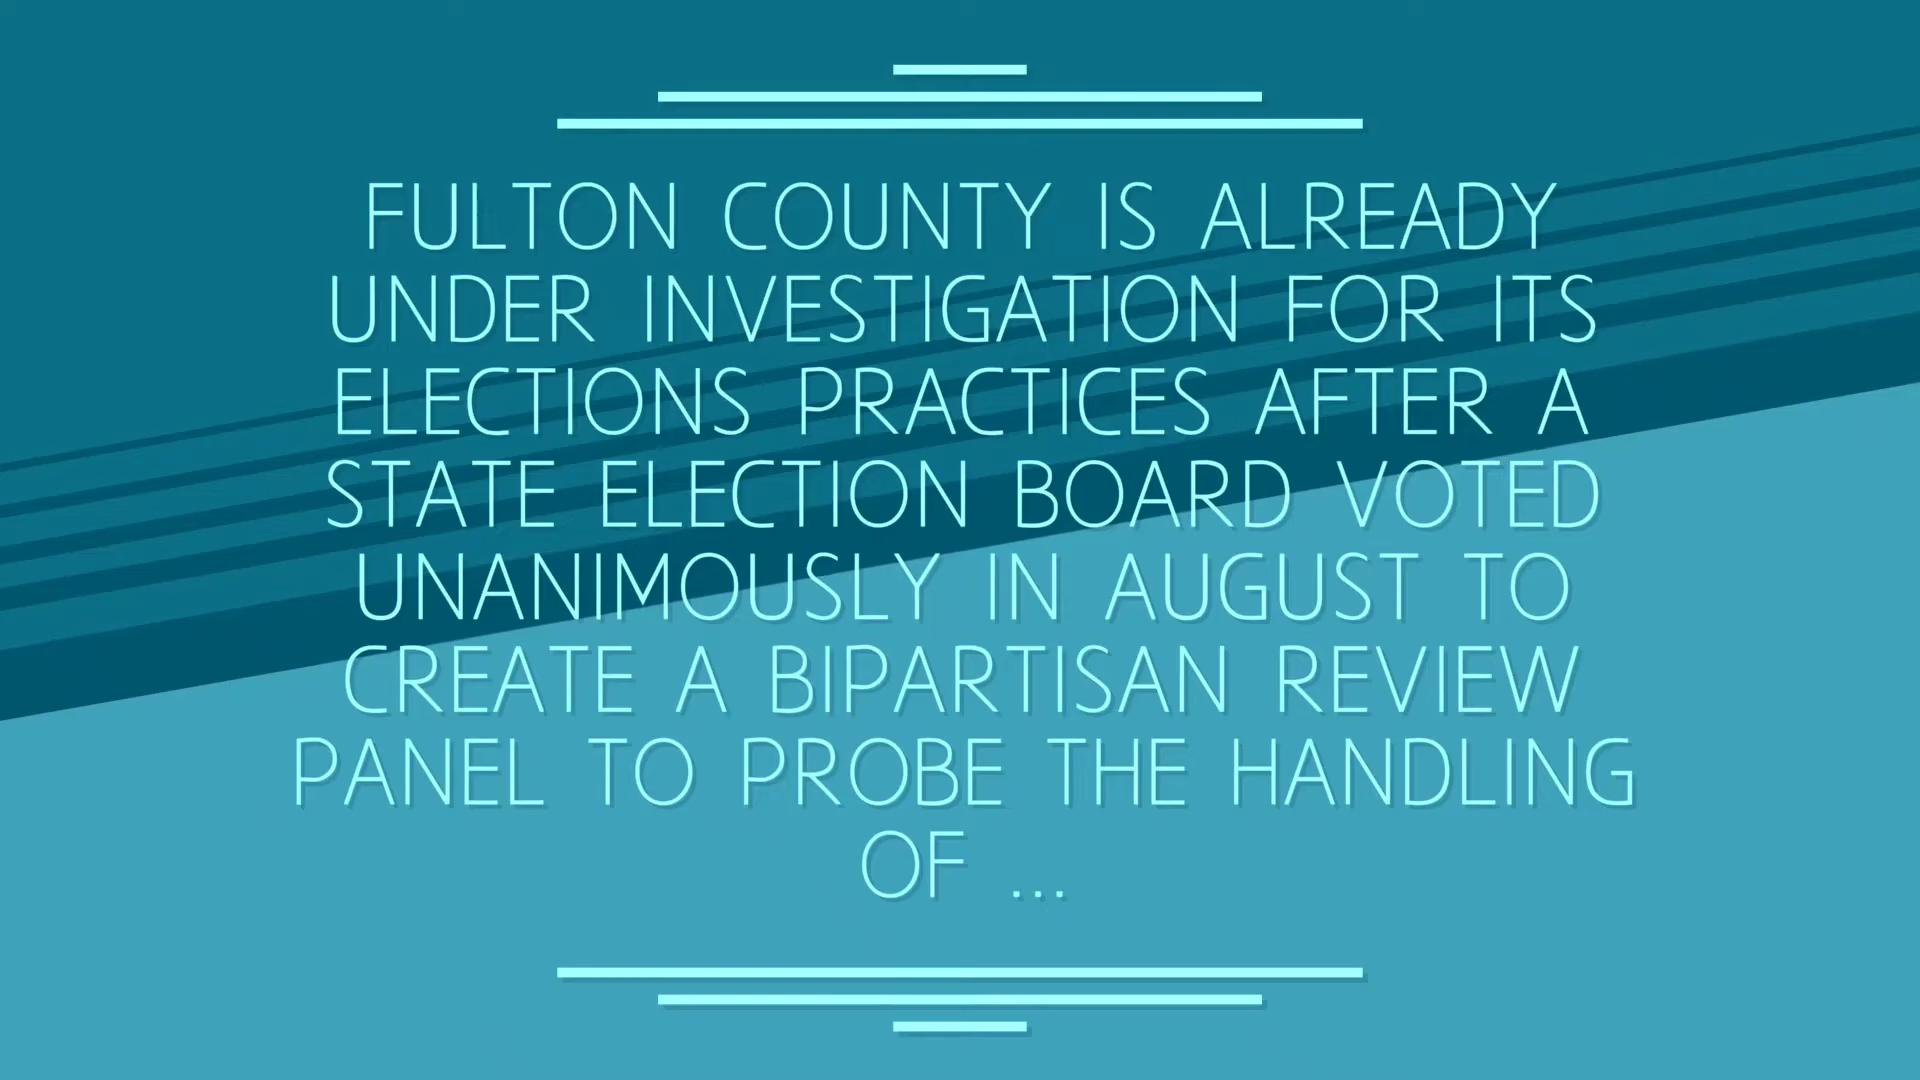 FULTON COUNTY IS ALREADY
UNDER INVESTIGATION FOR ITS
ELECTIONS PRACTICES AFTER A
STATE ELECTION BOARD VOTED
UNANIMOUSLY IN AUGUST TO
CREATE A BIPARTISAN REVIEW
PANEL TO PROBE THE HANDLING
OF ...